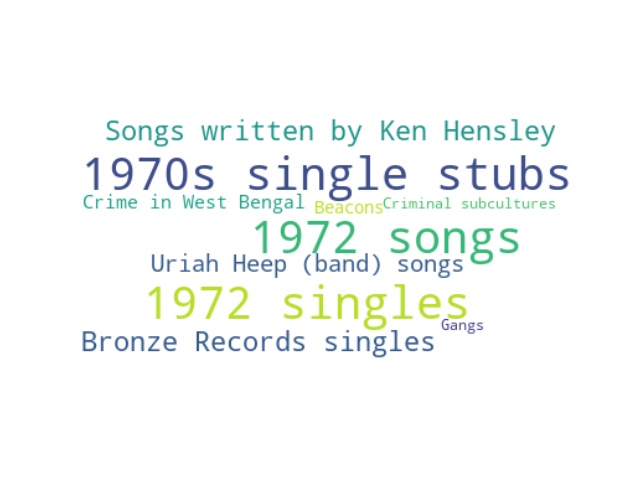 Songs written by Ken Hensley
1970s single stubs
Crime in West Bengal
Beacons
Criminal subcultures
1972 songs
Uriah Heep (band) songs
1972 singles
Gangs
Bronze Records singles